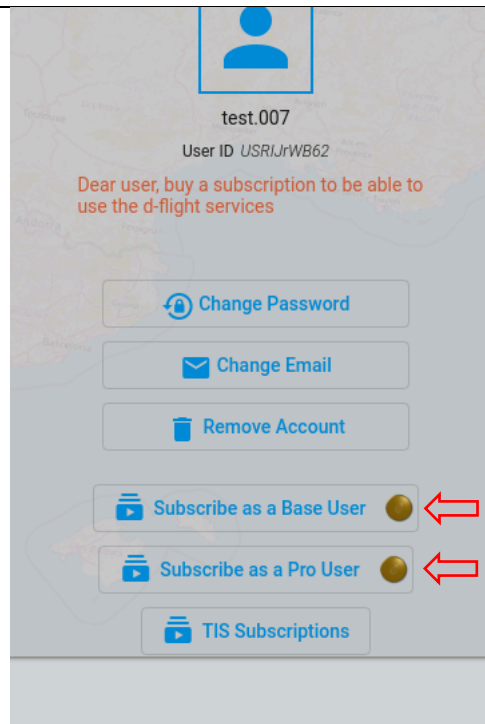 test.007
User ID USRIJrWB62
Dear user, buy a subscription to be able to
use the d-flight services
Change Password
Change Email
Remove Account
Subscribe as a Base User
Subscribe as a Pro User
TIS Subscriptions